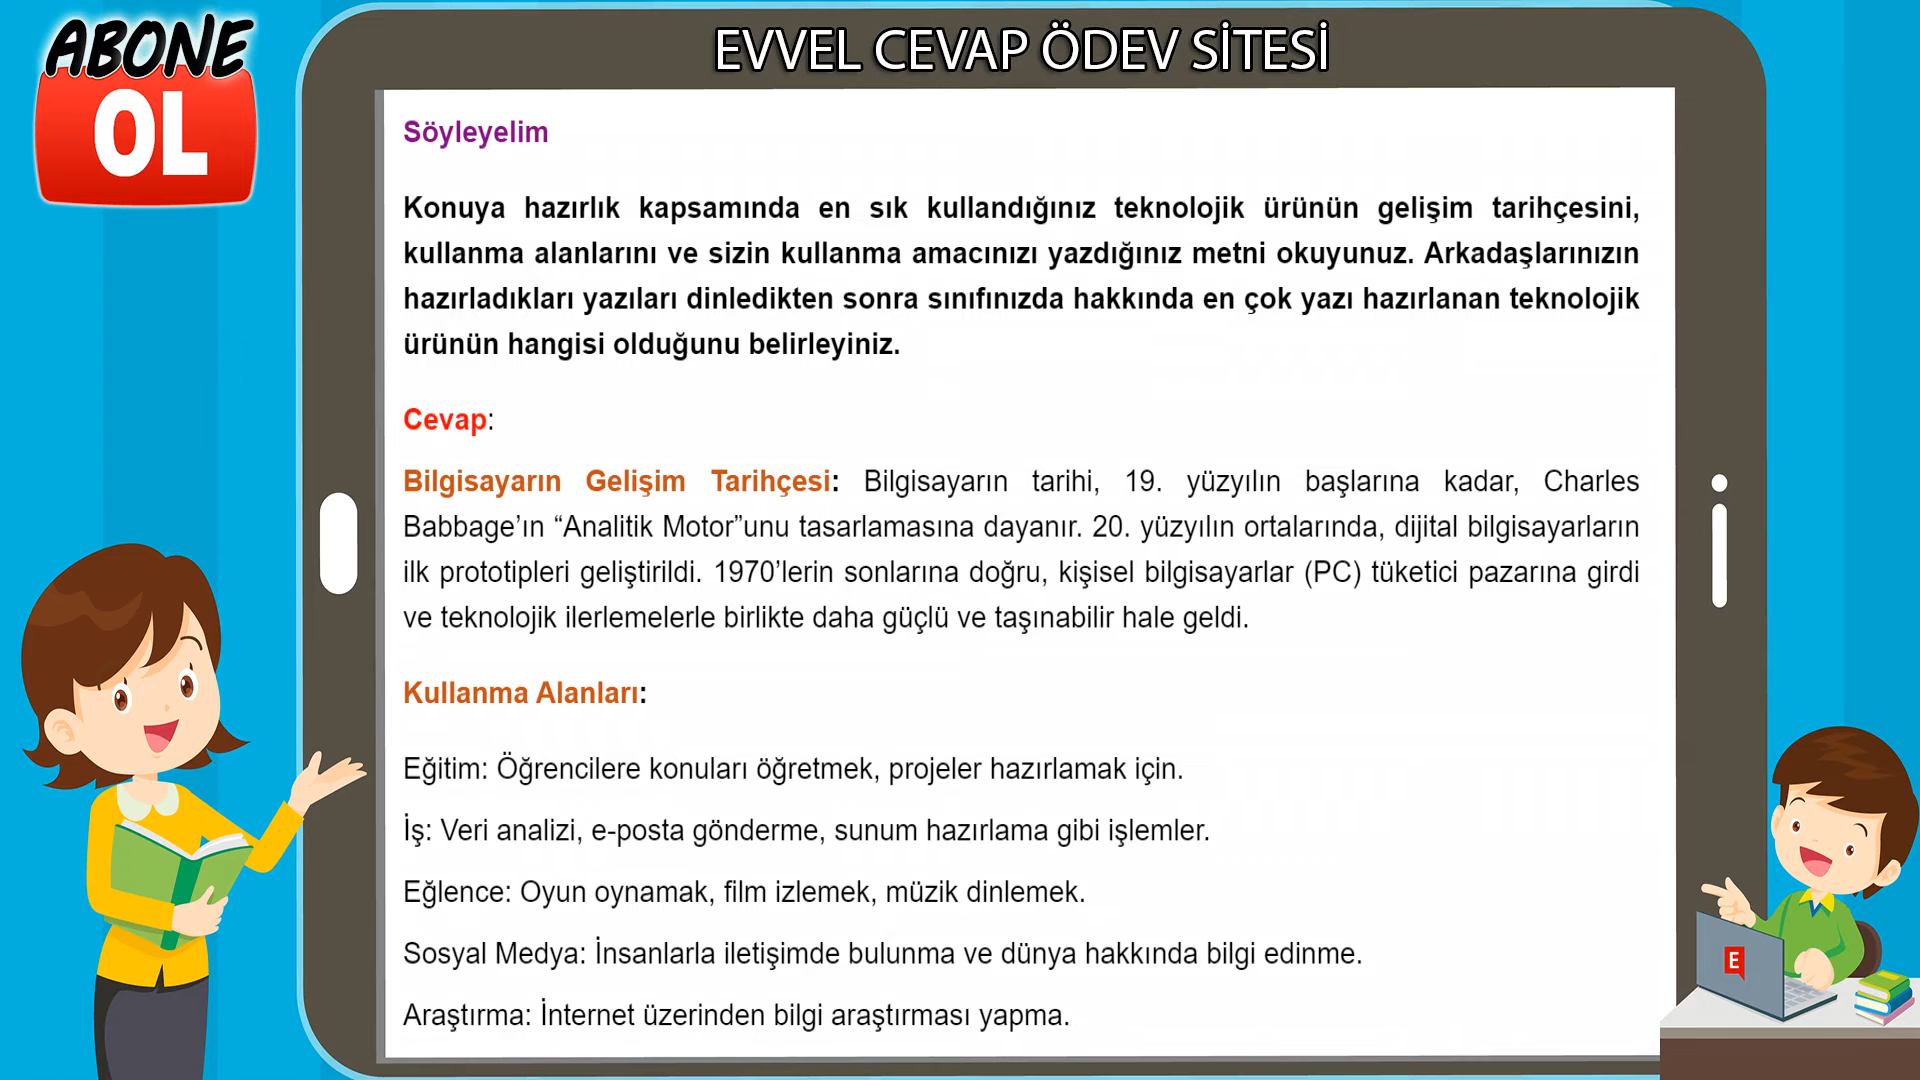 ABONE
OL
EVVEL CEVAP ÖDEV SİTESİ
Söyleyelim
Konuya hazırlık kapsamında en sık kullandığınız teknolojik ürünün gelişim tarihçesini,
kullanma alanlarını ve sizin kullanma amacınızı yazdığınız metni okuyunuz. Arkadaşlarınızın
hazırladıkları yazıları dinledikten sonra sınıfınızda hakkında en çok yazı hazırlanan teknolojik
ürünün hangisi olduğunu belirleyiniz.
Cevap:
Bilgisayarın Gelişim Tarihçesi: Bilgisayarın tarihi, 19. yüzyılın başlarına kadar, Charles
Babbage’ın “Analitik Motor”unu tasarlamasına dayanır. 20. yüzyılın ortalarında, dijital bilgisayarların
ilk prototipleri geliştirildi. 1970’lerin sonlarına doğru, kişisel bilgisayarlar (PC) tüketici pazarına girdi
ve teknolojik ilerlemelerle birlikte daha güçlü ve taşınabilir hale geldi.
Kullanma Alanları:
Eğitim: Öğrencilere konuları öğretmek, projeler hazırlamak için.
İş: Veri analizi, e-posta gönderme, sunum hazırlama gibi işlemler.
Eğlence: Oyun oynamak, film izlemek, müzik dinlemek.
Sosyal Medya: İnsanlarla iletişimde bulunma ve dünya hakkında bilgi edinme.
Araştırma: İnternet üzerinden bilgi araştırması yapma.
E